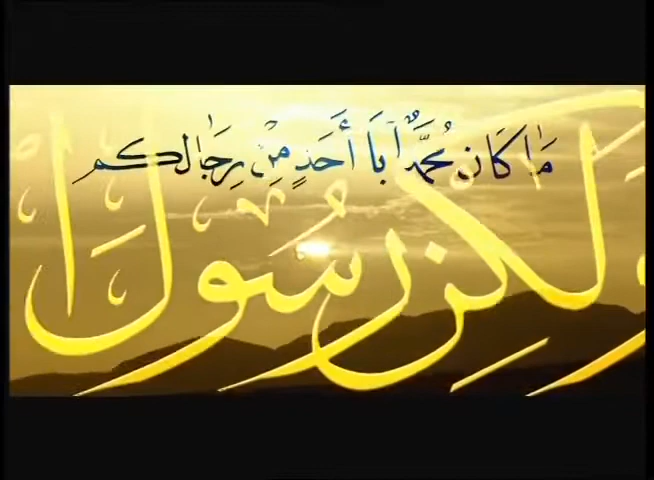 مَا كَانَ مُحَمَّدٌ أَبَا أَحَدٍ مِنْ رِجَالِكُم
وَلَكِن رَسُولَ ا